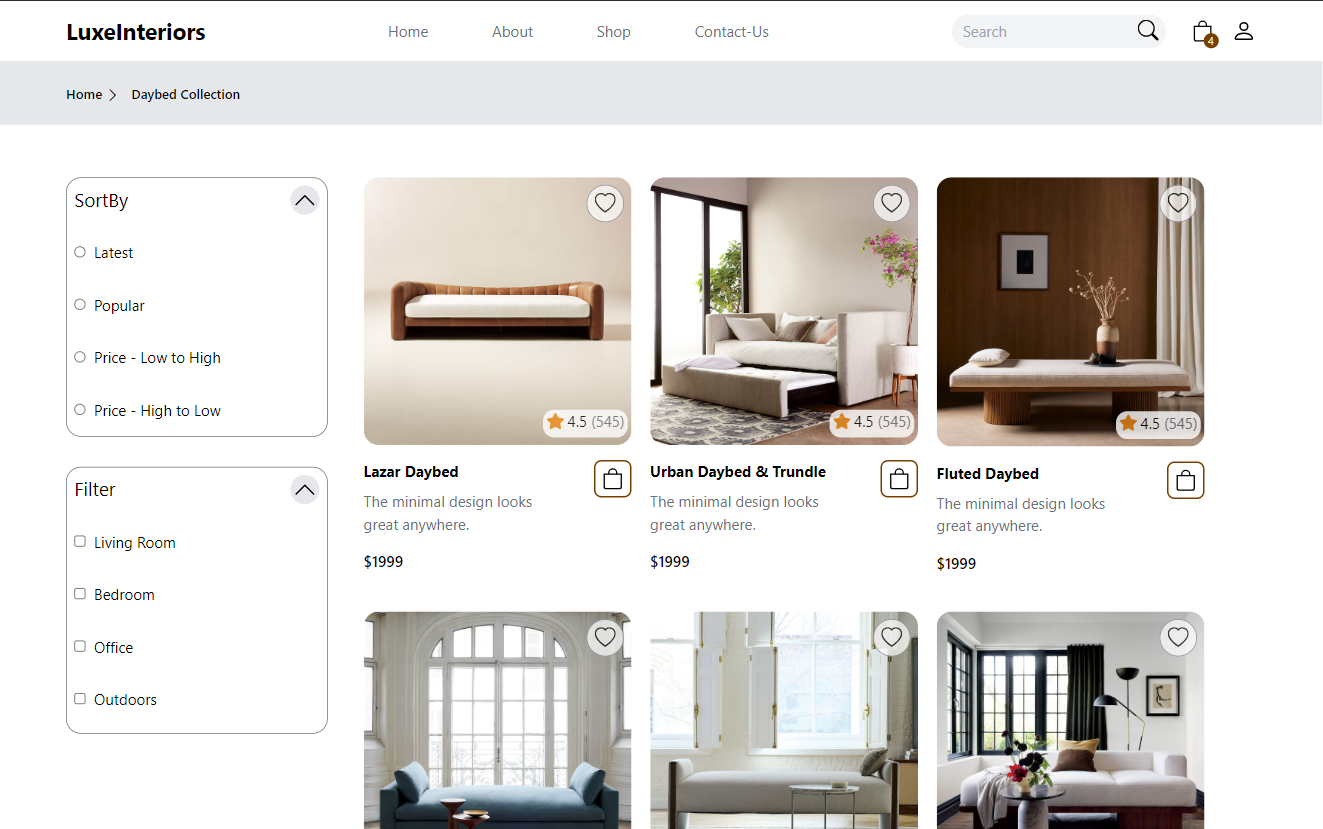 LuxeInteriors
Home
About
Shop
Contact-Us
Search
4
Home
Daybed Collection
SortBy
Latest
Popular
Price - Low to High
Price - High to Low
Filter
Living Room
Bedroom
Office
Outdoors
4.5 (545)
Lazar Daybed
The minimal design looks
great anywhere.
$1999
4.5 (545)
Urban Daybed & Trundle
The minimal design looks
great anywhere.
$1999
4.5 (545)
Fluted Daybed
The minimal design looks
great anywhere.
$1999